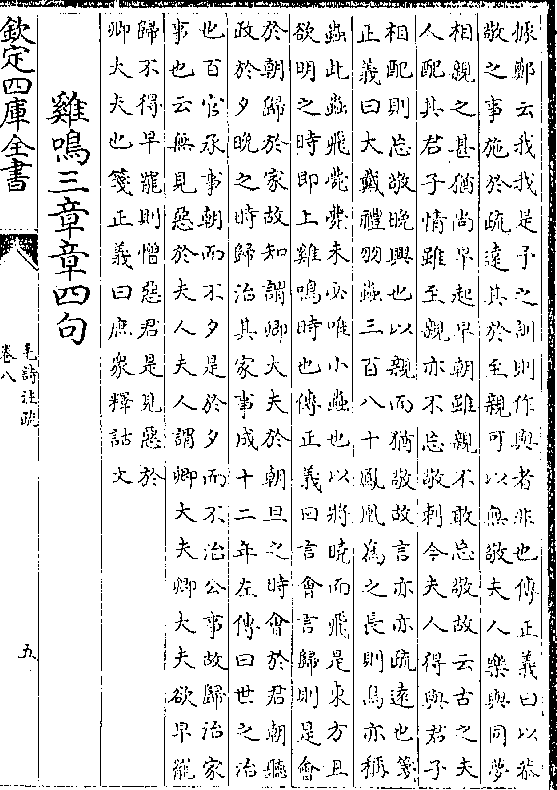 據鄭云我我是予之訓則作與者非也傳正義曰以恭
敬之事施於疏遠其於至親可以無敬夫人樂與同夢
相親之甚猶尚早起早朝雖親不敢忘敬故云古之夫
人配其君子情雖至親亦不忘敬刺今夫人得與君子
相配則忘敬晚興也以親而猶敬故言亦亦疏遠也箋
正義曰大戴禮羽蟲三百八十鳳凰為之長則鳥亦稱
蟲此蟲飛薨薨未必唯小蟲也以將曉而飛是東方且
欲明之時即上雞鳴時也傳正義曰言會言歸則是會
於朝歸於家故知謂卿大夫於朝旦之時會於君朝聽
政於夕晚之時歸治其家事成十二年左傳曰世之治
也百官承事朝而不夕是於夕而不治公事故歸治家
事也云無見惡於夫人夫人謂卿大夫卿大夫欲早罷
歸不得早罷則憎惡君是見惡於
卿大夫也箋正義曰庶眾釋詁文
雞鳴三章章四句
欽定四庫全書
毛詩注疏
卷八
五